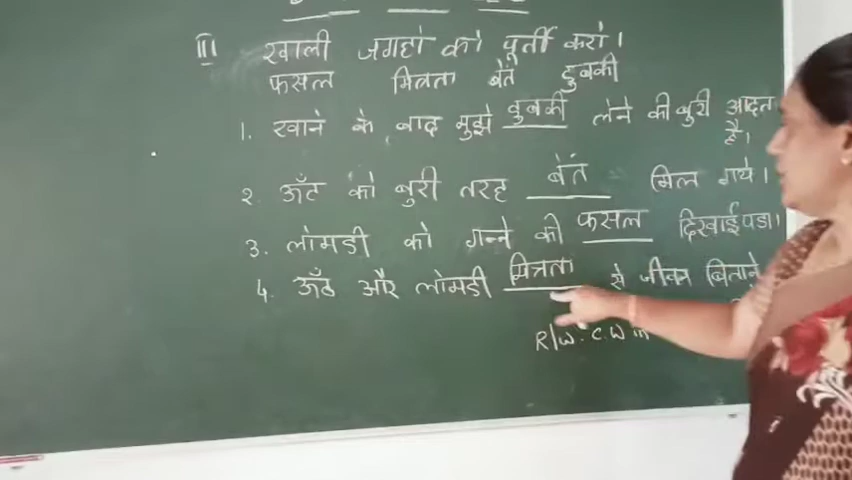 III खाली जगहों को पूर्ती करो।
फसल मित्रता बेंत डुबकी
1. खाने के बाद मुझे डुबकी लेने की बुरी आदत है।
2. ऊँट को बुरी तरह बेंत मिल गये।
3. लोमडी को गन्ने की फसल दिखाई पडा।
4. ऊँठ और लोमडी मित्रता से जीवन बिताने
R/W. C.W in